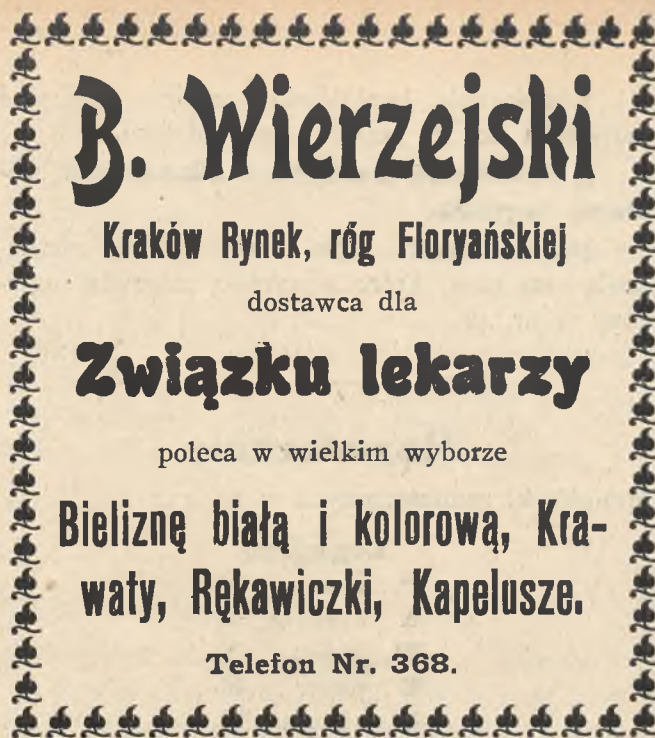 B. Wierzejski
Kraków Rynek, róg Floryańskiej
dostawca dla
Związku lekarzy
poleca w wielkim wyborze
Bieliznę białą i kolorową, Kra-
waty, Rękawiczki, Kapelusze.
Telefon Nr. 368.